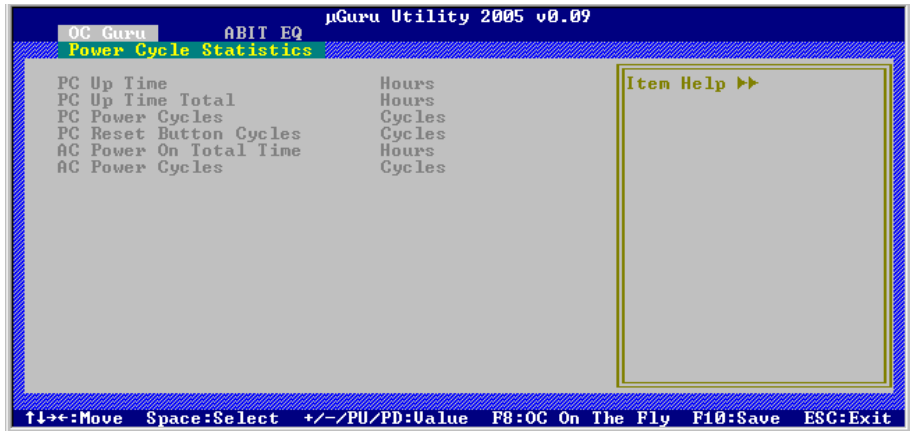 µGuru Utility 2005 v0.09
OC Guru ABIT EQ
Power Cycle Statistics
PC Up Time Hours
PC Up Time Total Hours
PC Power Cycles Cycles
PC Reset Button Cycles Cycles
AC Power On Total Time Hours
AC Power Cycles Cycles
Item Help ▶▶
↑↓→←:Move Space:Select +/-/PU/PD:Value F8:OC On The Fly F10:Save ESC:Exit